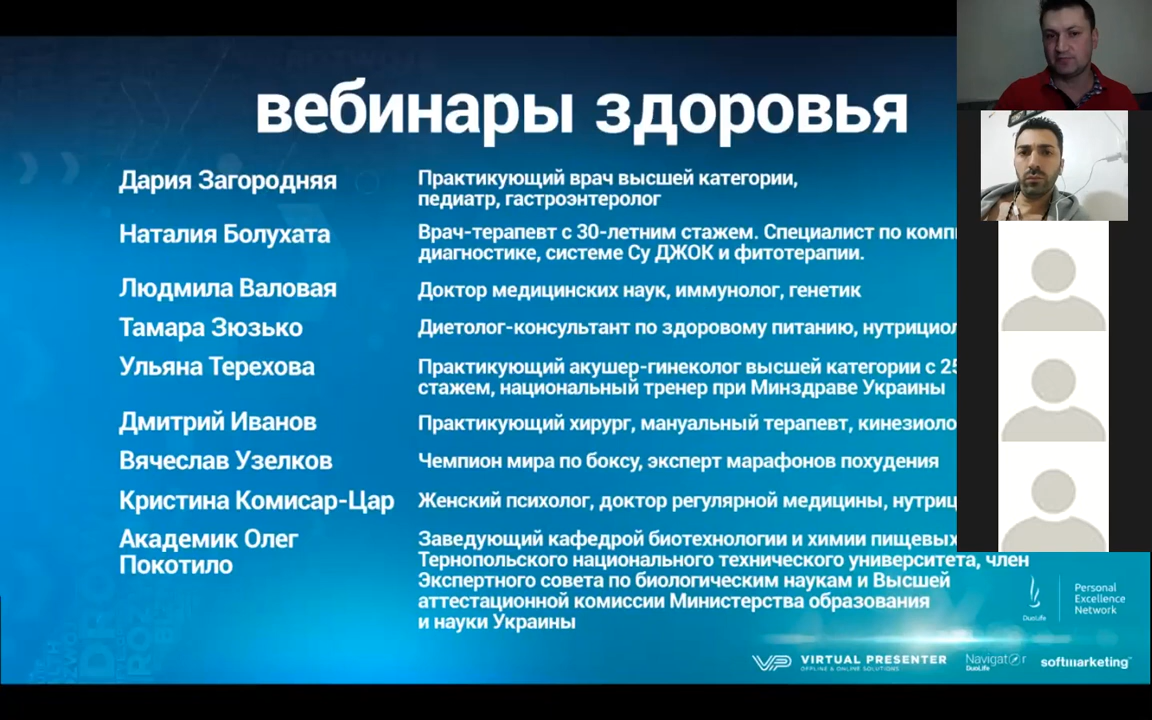 вебинары здоровья
Дария Загородняя
Практикующий врач высшей категории,
педиатр, гастроэнтеролог
Наталия Болухата
Врач-терапевт с 30-летним стажем. Специалист по
диагностике, системе Су ДЖОК и фитотерапии.
Людмила Валовая
Доктор медицинских наук, иммунолог, генетик
Тамара Зюзько
Диетолог-консультант по здоровому питанию,
Ульяна Терехова
Практикующий акушер-гинеколог высшей категории с
стажем, национальный тренер при Минздраве Украины
Дмитрий Иванов
Практикующий хирург, мануальный терапевт,
Вячеслав Узелков
Чемпион мира по боксу, эксперт марафонов похудения
Кристина Комисар-Цар
Женский психолог, доктор регулярной медицины,
Академик Олег
Покотило
Заведующий кафедрой биотехнологии и химии пищевых
Тернопольского национального технического университета, член
Экспертного совета по биологическим наукам и Высшей
аттестационной комиссии Министерства образования
и науки Украины
DuoLife
Personal
Excellence
Network
VP VIRTUAL PRESENTER
OFFLINE & ONLINE SOLUTIONS
Navigator
DuoLife
softmarketing